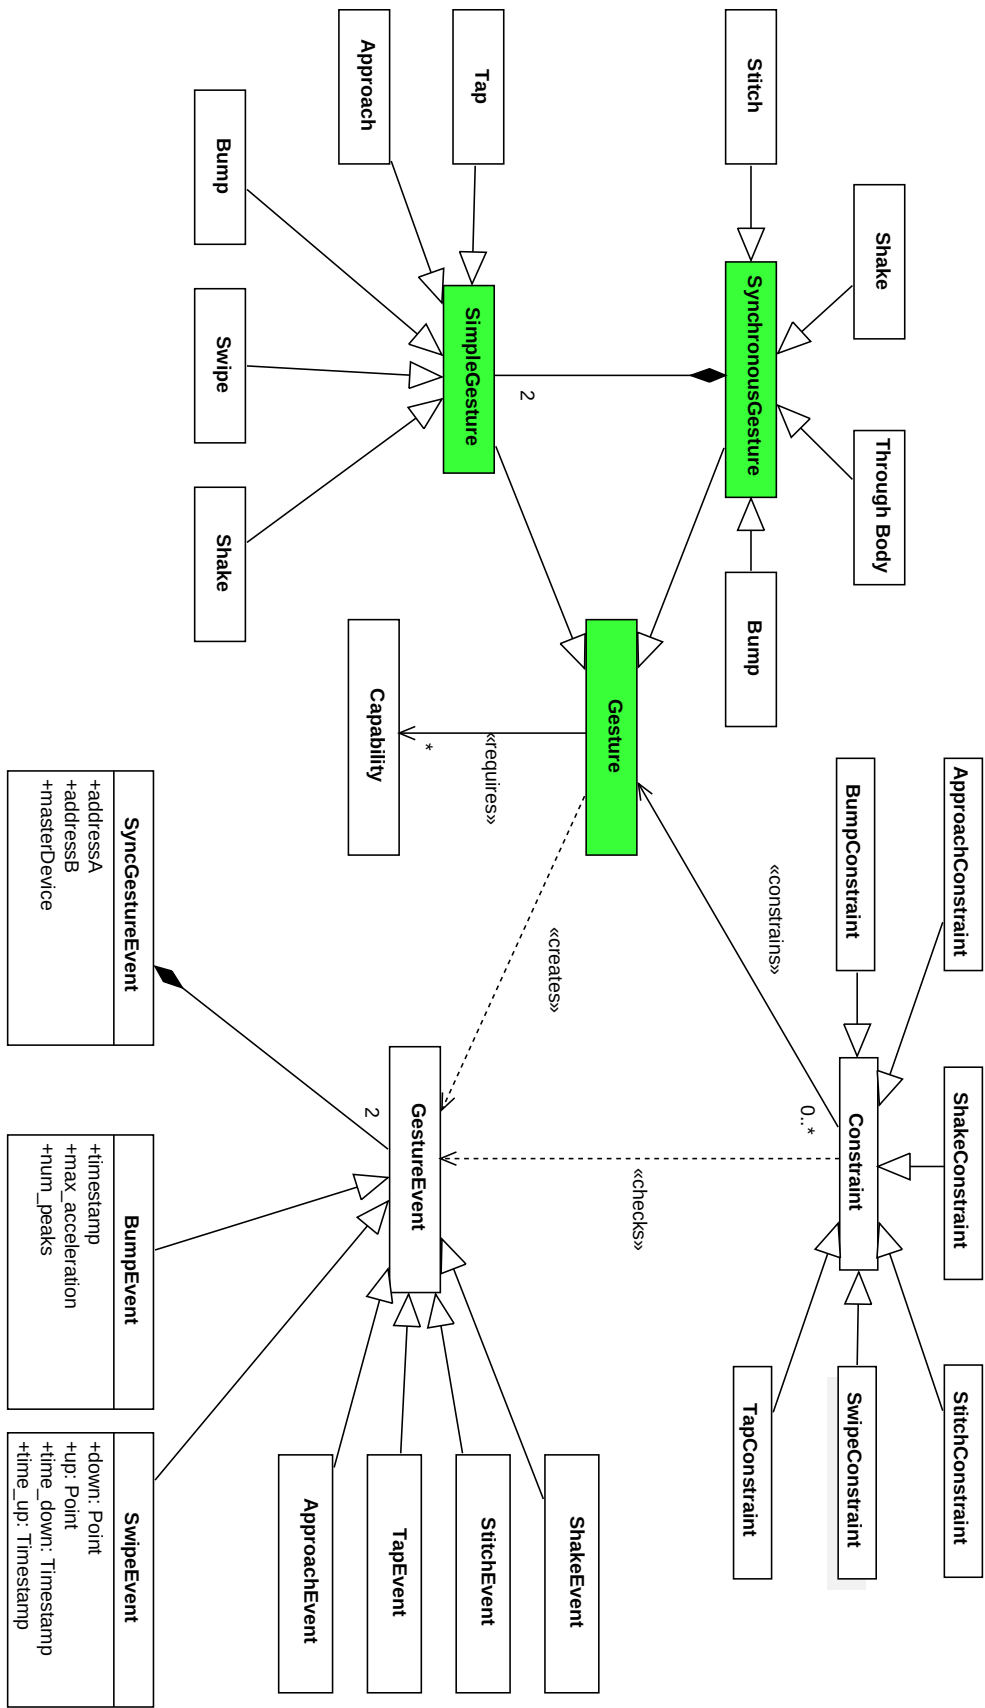 Shake
Through Body
Stitch
SynchronousGesture
Bump
Tap
SimpleGesture
2
Approach
Bump
Swipe
Shake
Gesture
«requires»
*
Capability
ApproachConstraint
ShakeConstraint
StitchConstraint
BumpConstraint
Constraint
SwipeConstraint
0..*
«constrains»
TapConstraint
«checks»
«creates»
GestureEvent
2
ShakeEvent
StitchEvent
TapEvent
ApproachEvent
SyncGestureEvent
+addressA
+addressB
+masterDevice
BumpEvent
+timestamp
+max_acceleration
+num_peaks
SwipeEvent
+down: Point
+up: Point
+time_down: Timestamp
+time_up: Timestamp